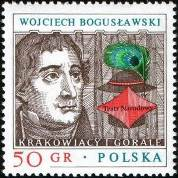 WOJCIECH BOGUSŁAWSKI
Teatr Narodowy
KRAKOWIACY I GÓRALE
50 GR • POLSKA